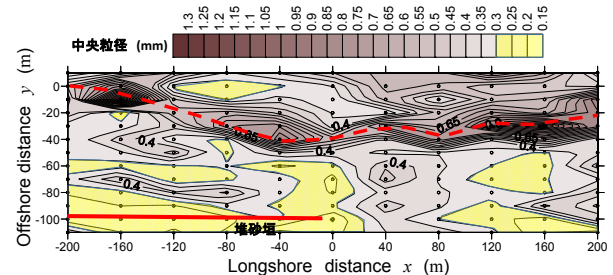 1.3 1.25 1.2 1.15 1.1 1.05 1 0.95 0.9 0.85 0.8 0.75 0.7 0.65 0.6 0.55 0.5 0.45 0.4 0.35 0.3 0.25 0.2 0.15
中央粒径 (mm)
Offshore distance y (m)
0
-20
-40
-60
-80
-100
0.4
0.65
0.65
0.4
0.4
0.4
0.4
0.4
堆砂垣
-200 -160 -120 -80 -40 0 40 80 120 160 200
Longshore distance x (m)